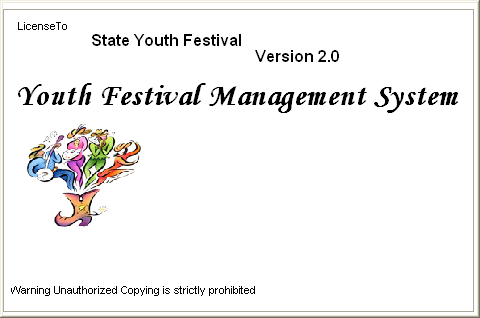 LicenseTo
State Youth Festival
Version 2.0
Youth Festival Management System
Warning Unauthorized Copying is strictly prohibited